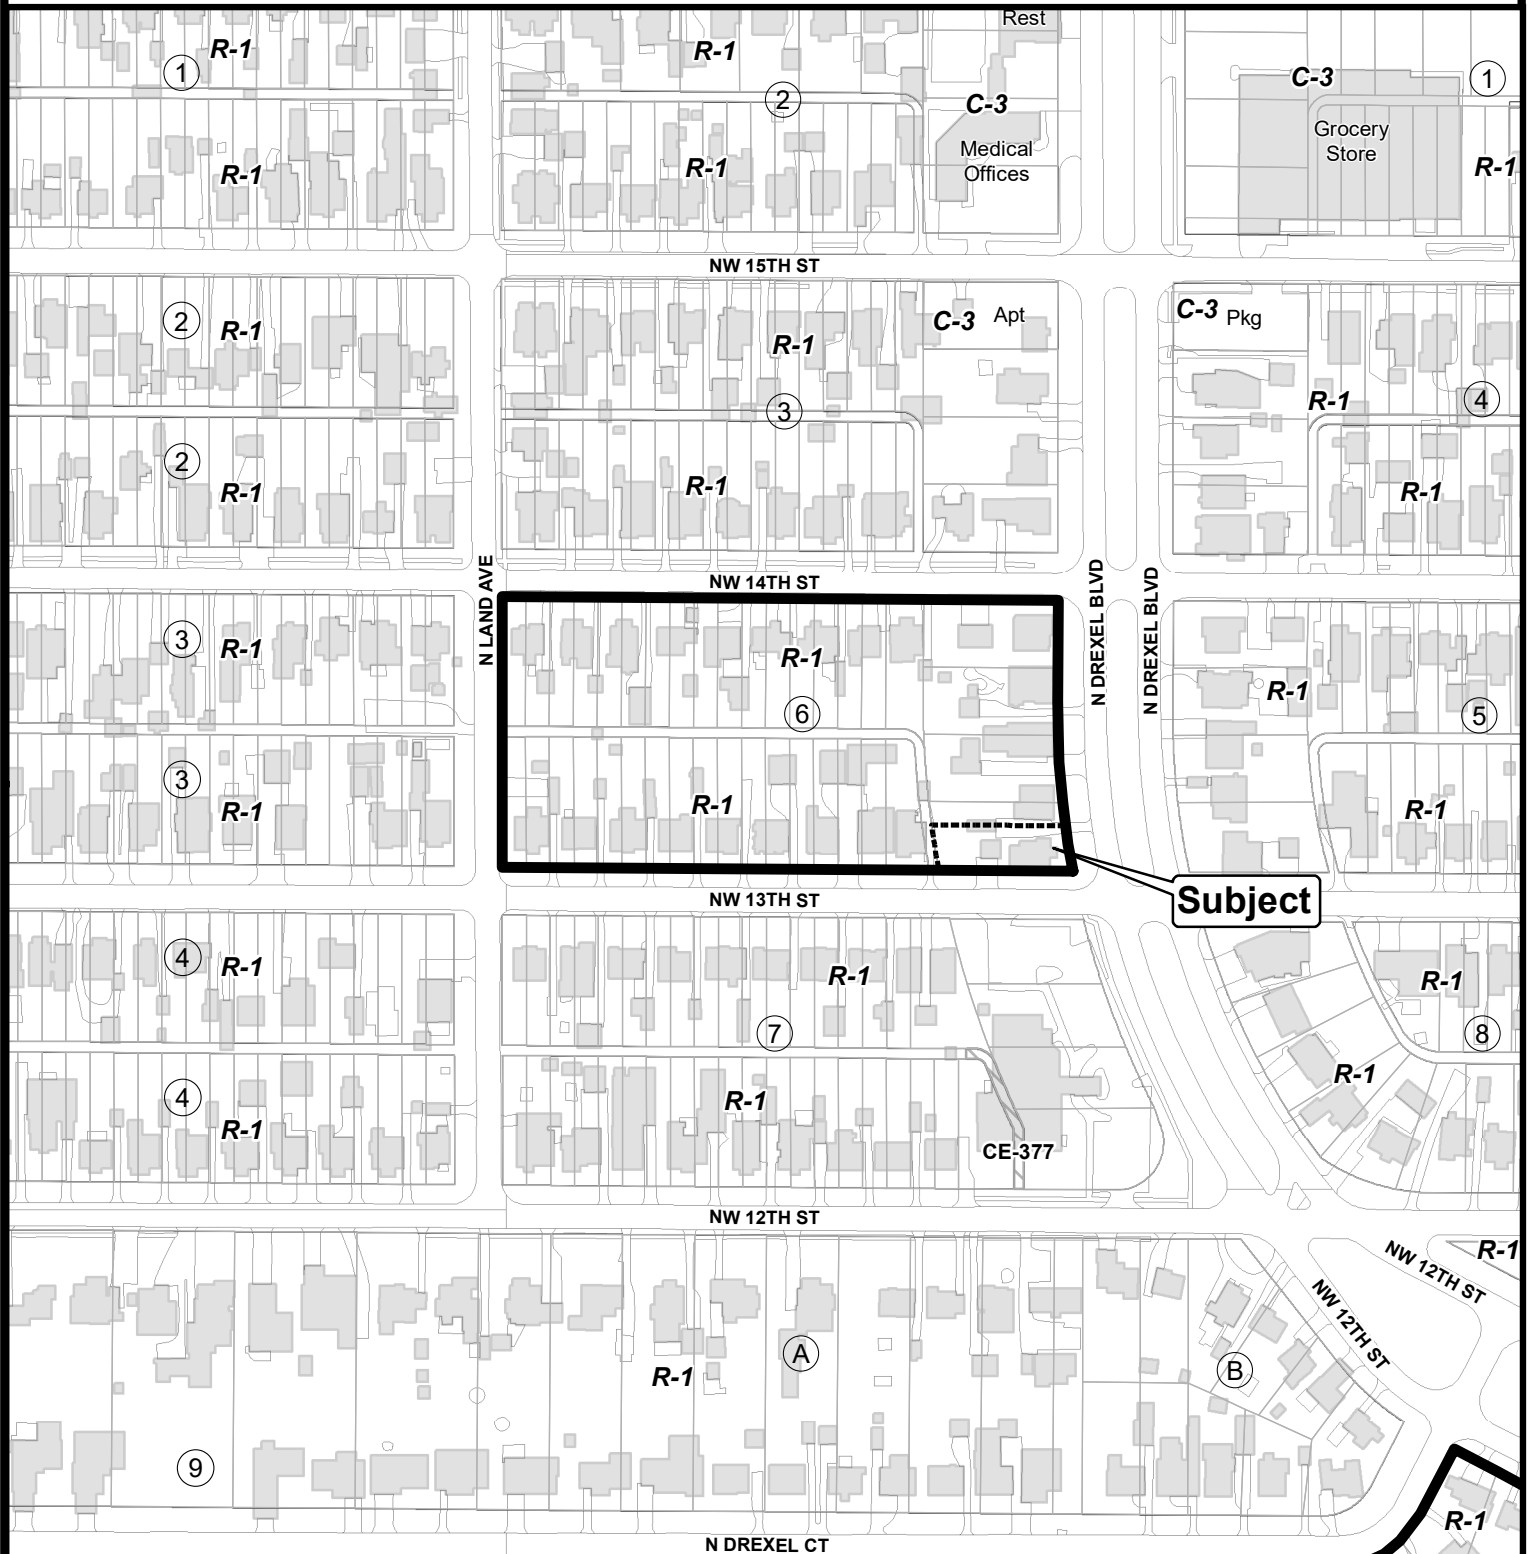 Rest
R-1
R-1
1
C-3
1
2
C-3
Grocery
Store
Medical
Offices
R-1
R-1
R-1
NW 15TH ST
2
R-1
C-3
Apt
C-3
Pkg
R-1
R-1
4
3
2
R-1
R-1
R-1
N LAND AVE
NW 14TH ST
N DREXEL BLVD
N DREXEL BLVD
3
R-1
R-1
R-1
6
5
3
R-1
R-1
R-1
Subject
NW 13TH ST
4
R-1
R-1
R-1
7
8
R-1
4
R-1
R-1
CE-377
NW 12TH ST
R-1
NW 12TH ST
NW 12TH ST
A
B
R-1
9
R-1
N DREXEL CT